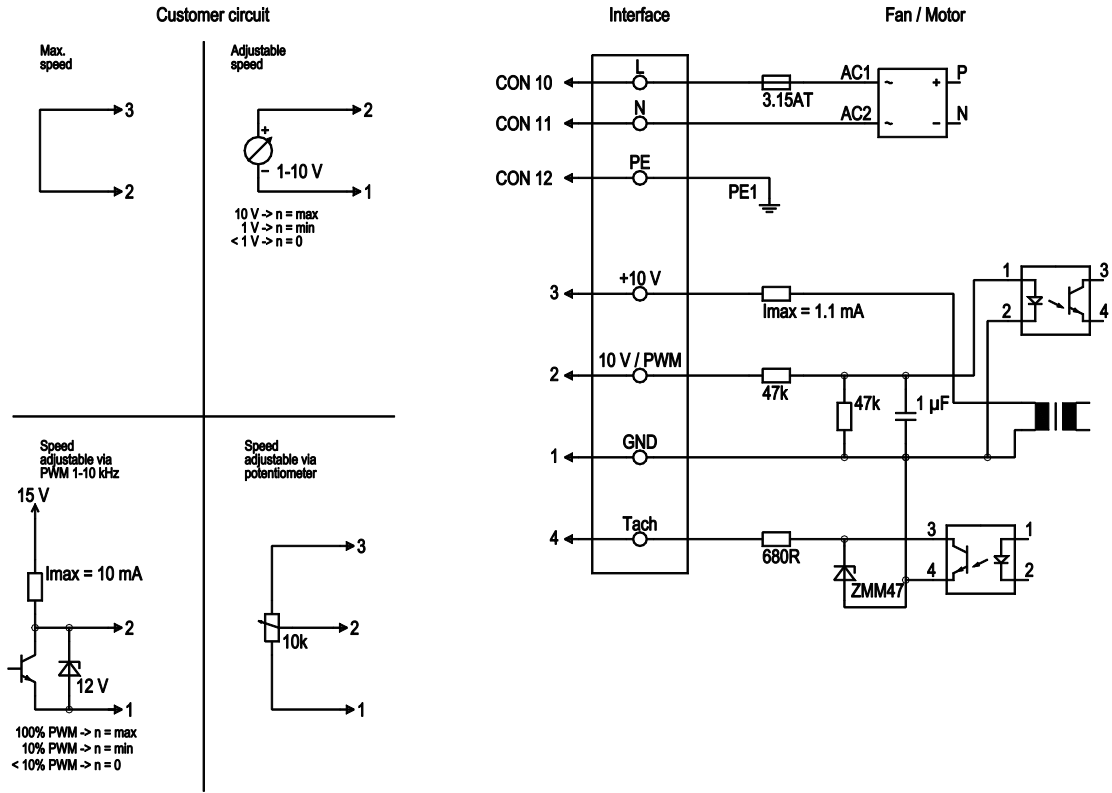 Customer circuit
Max.
speed
3
2
Adjustable
speed
2
+
– 1-10 V
1
10 V -> n = max
1 V -> n = min
< 1 V -> n = 0
Speed
adjustable via
PWM 1-10 kHz
15 V
Imax = 10 mA
2
12 V
1
100% PWM -> n = max
10% PWM -> n = min
< 10% PWM -> n = 0
Speed
adjustable via
potentiometer
3
2
10k
1
Interface
Fan / Motor
CON 10
L
3.15AT
AC1
~
+
P
CON 11
N
AC2
~
–
N
CON 12
PE
PE1
3
+10 V
Imax = 1.1 mA
1
2
3
4
2
10 V / PWM
47k
47k
1 µF
1
GND
4
Tach
680R
ZMM47
3
4
1
2